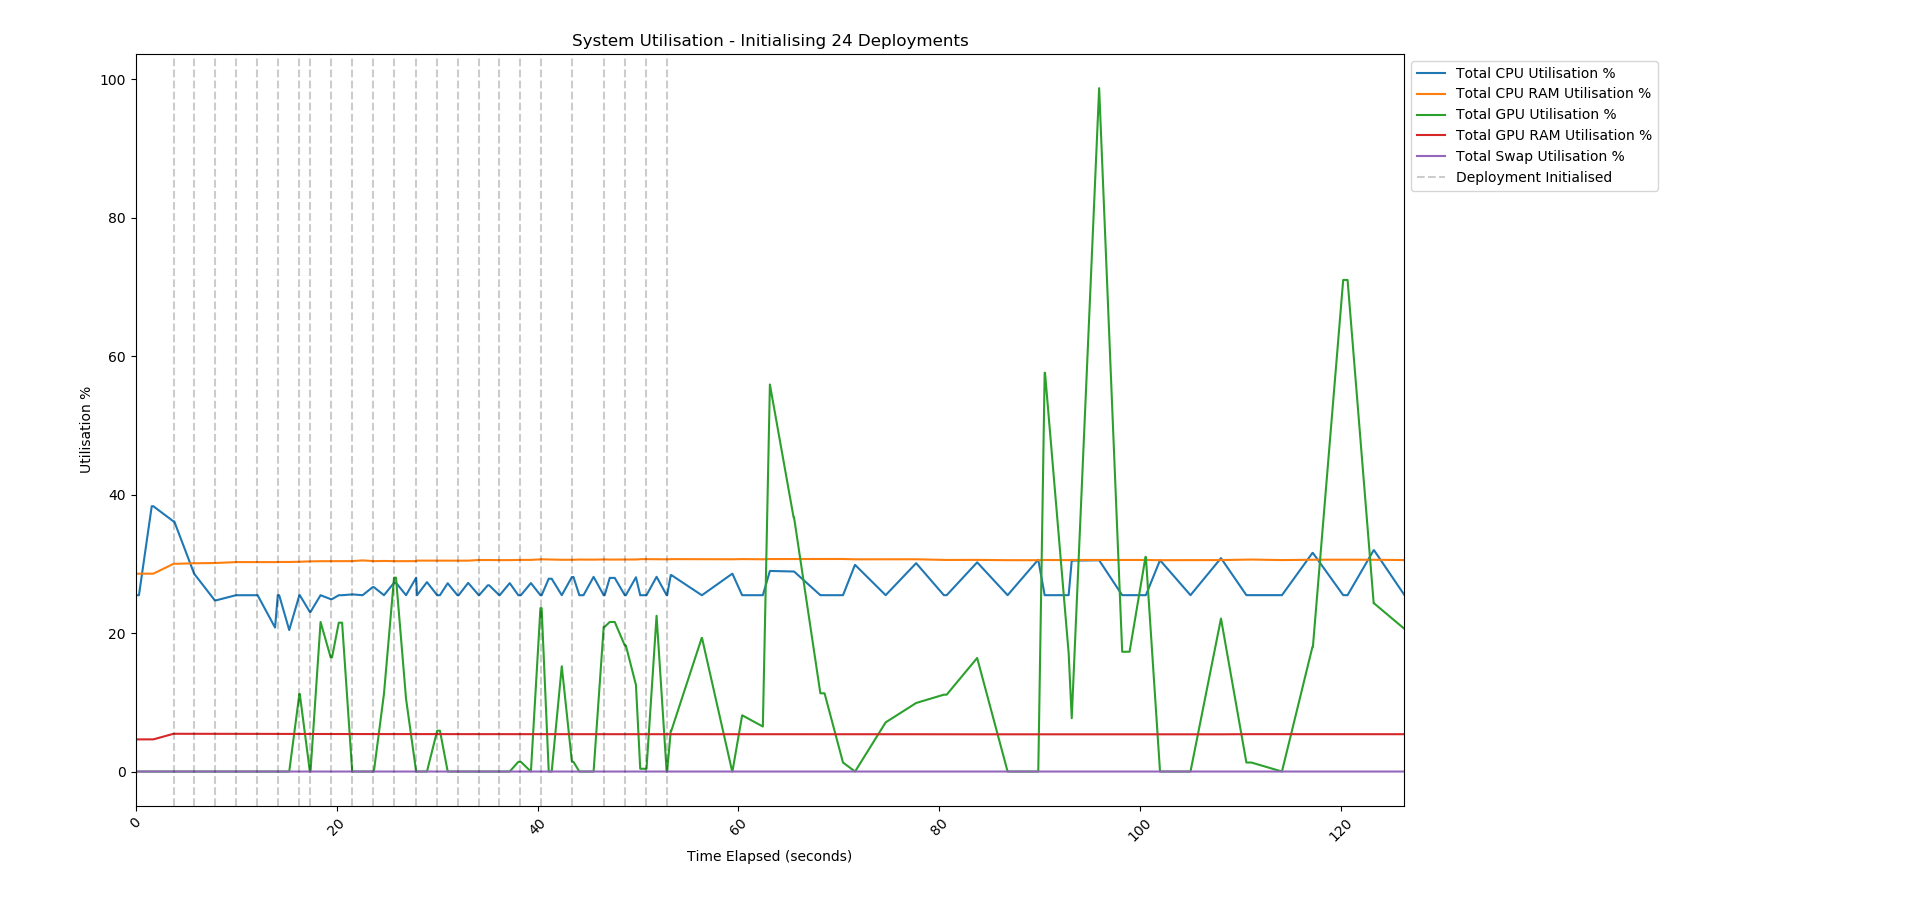 System Utilisation - Initialising 24 Deployments
100
80
60
40
20
0
Utilisation %
0
20
40
60
80
100
120
Time Elapsed (seconds)
Total CPU Utilisation %
Total CPU RAM Utilisation %
Total GPU Utilisation %
Total GPU RAM Utilisation %
Total Swap Utilisation %
Deployment Initialised